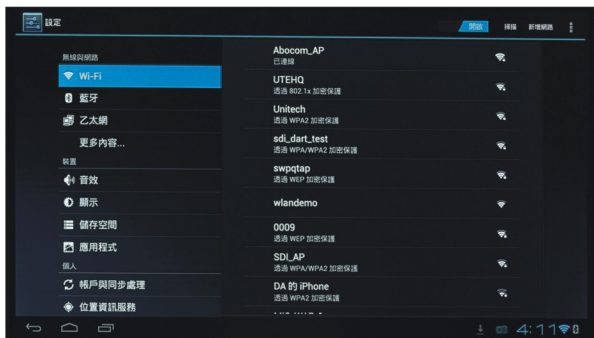 設定
開啟
掃描
新增網路
無線與網路
Wi-Fi
藍牙
乙太網
更多內容...
裝置
音效
顯示
儲存空間
應用程式
個人
帳戶與同步處理
位置資訊服務
Abocom_AP
已連線
UTEHQ
透過 802.1x 加密保護
Unitech
透過 WPA2 加密保護
sdi_dart_test
透過 WPA/WPA2 加密保護
swpqtap
透過 WEP 加密保護
wlandemo
0009
透過 WEP 加密保護
SDI_AP
透過 WPA/WPA2 加密保護
DA 的 iPhone
透過 WPA2 加密保護
4:11